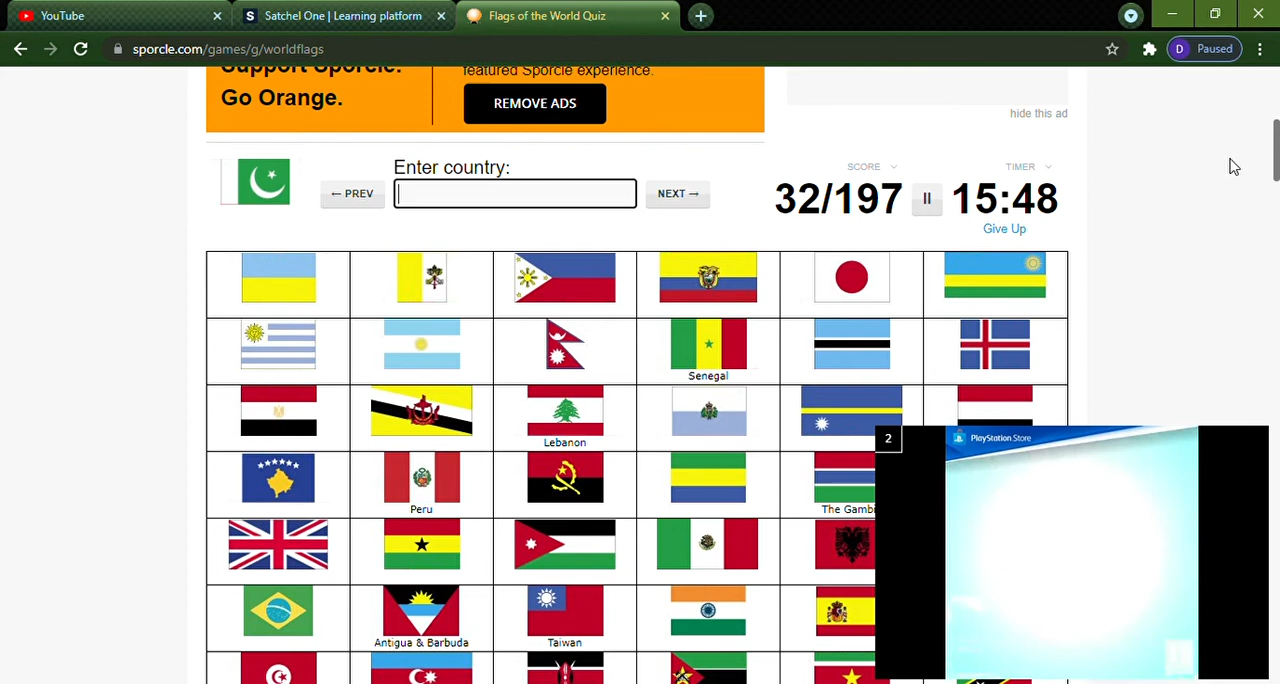 YouTube
Satchel One | Learning platform
Flags of the World Quiz
sporcle.com/games/g/worldflags
D Paused
Support Sporcle.
Go Orange.
featured Sporcle experience.
REMOVE ADS
hide this ad
Enter country:
← PREV
NEXT →
SCORE
32/197
TIMER
15:48
Give Up
Senegal
Lebanon
Peru
The Gambi
Antigua & Barbuda
Taiwan
2
PlayStation Store